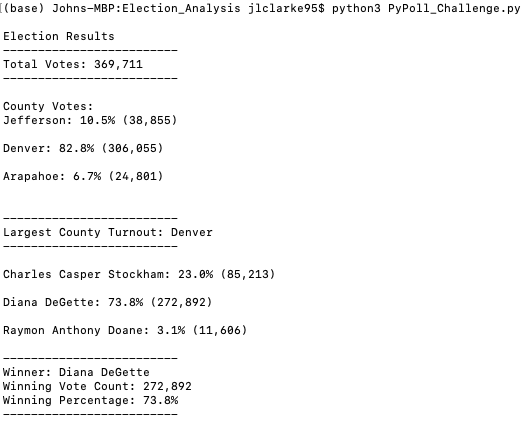 [(base) Johns-MBP:Election_Analysis jlclarke95$ python3 PyPoll_Challenge.py
Election Results
-------------------------
Total Votes: 369,711
-------------------------
County Votes:
Jefferson: 10.5% (38,855)
Denver: 82.8% (306,055)
Arapahoe: 6.7% (24,801)
-------------------------
Largest County Turnout: Denver
-------------------------
Charles Casper Stockham: 23.0% (85,213)
Diana DeGette: 73.8% (272,892)
Raymon Anthony Doane: 3.1% (11,606)
-------------------------
Winner: Diana DeGette
Winning Vote Count: 272,892
Winning Percentage: 73.8%
-------------------------